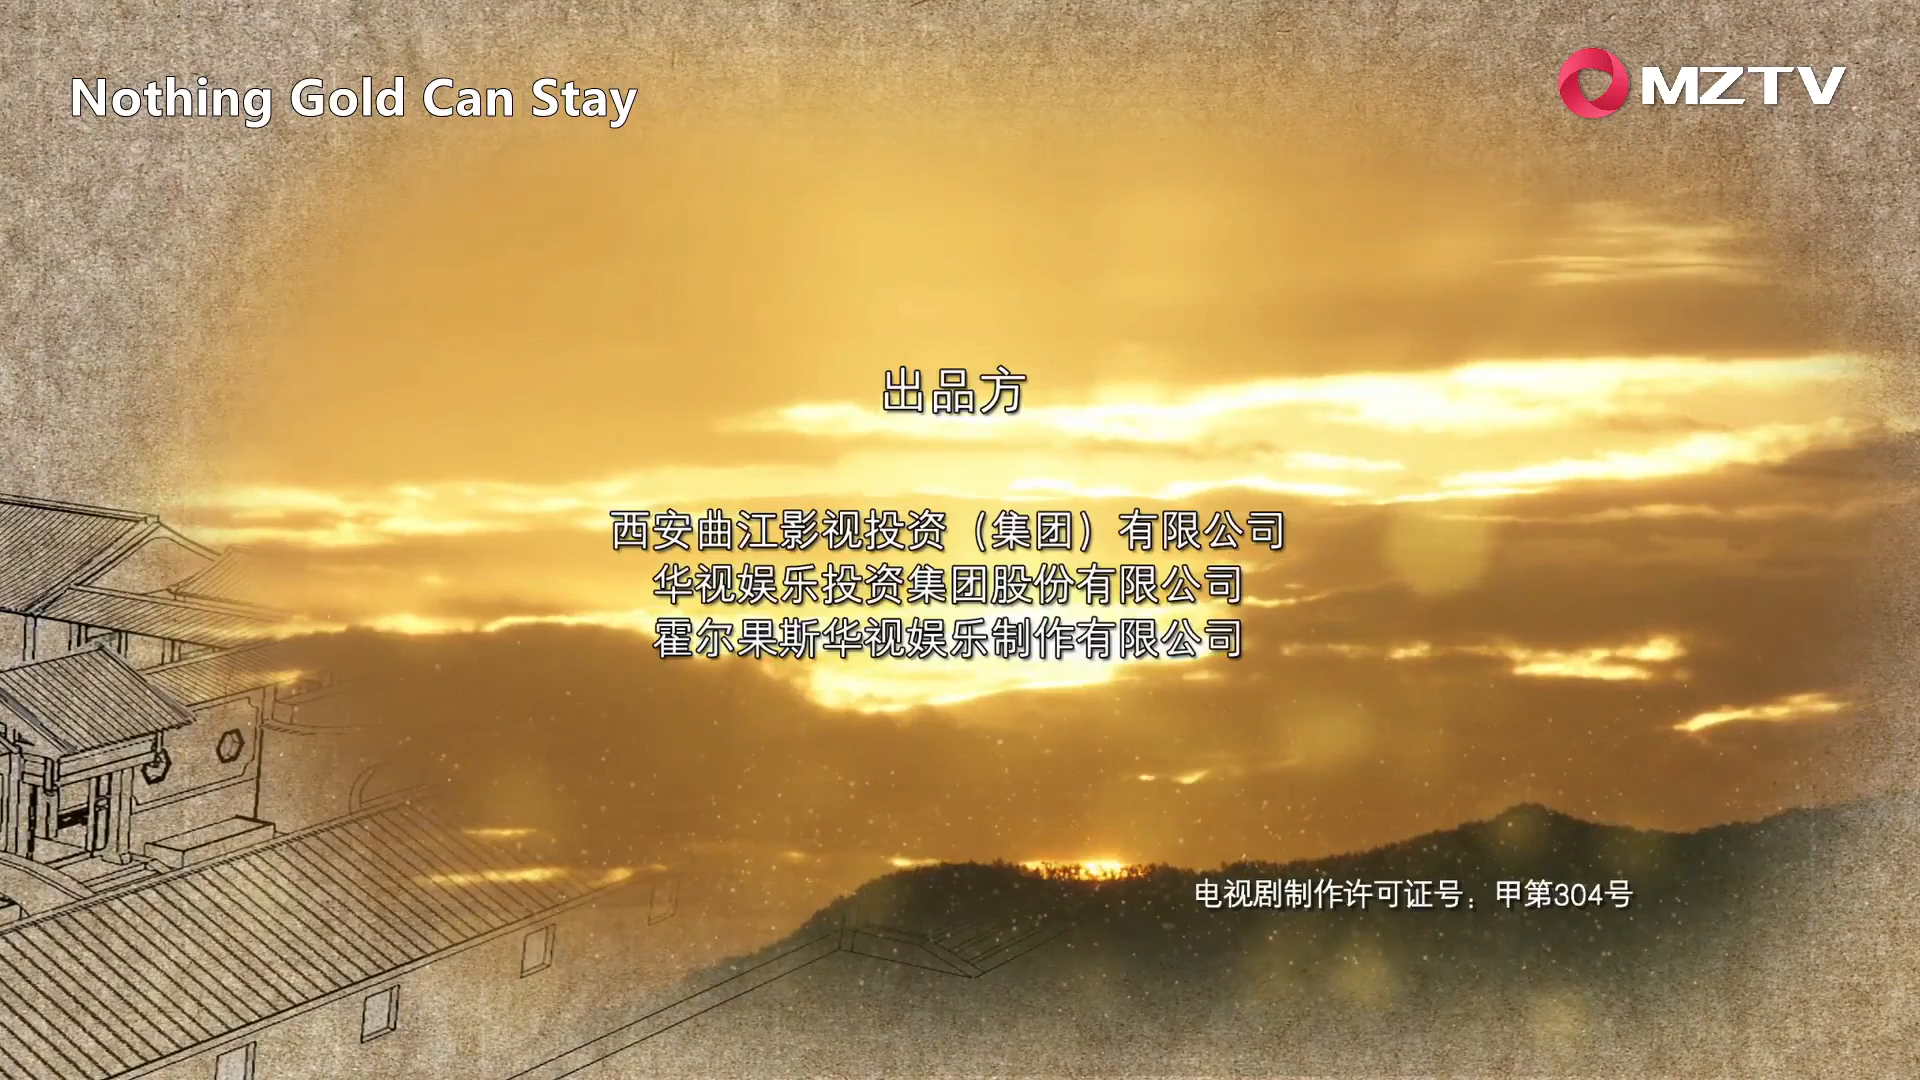 Nothing Gold Can Stay
MZTV
出品方
西安曲江影视投资（集团）有限公司
华视娱乐投资集团股份有限公司
霍尔果斯华视娱乐制作有限公司
电视剧制作许可证号：甲第304号